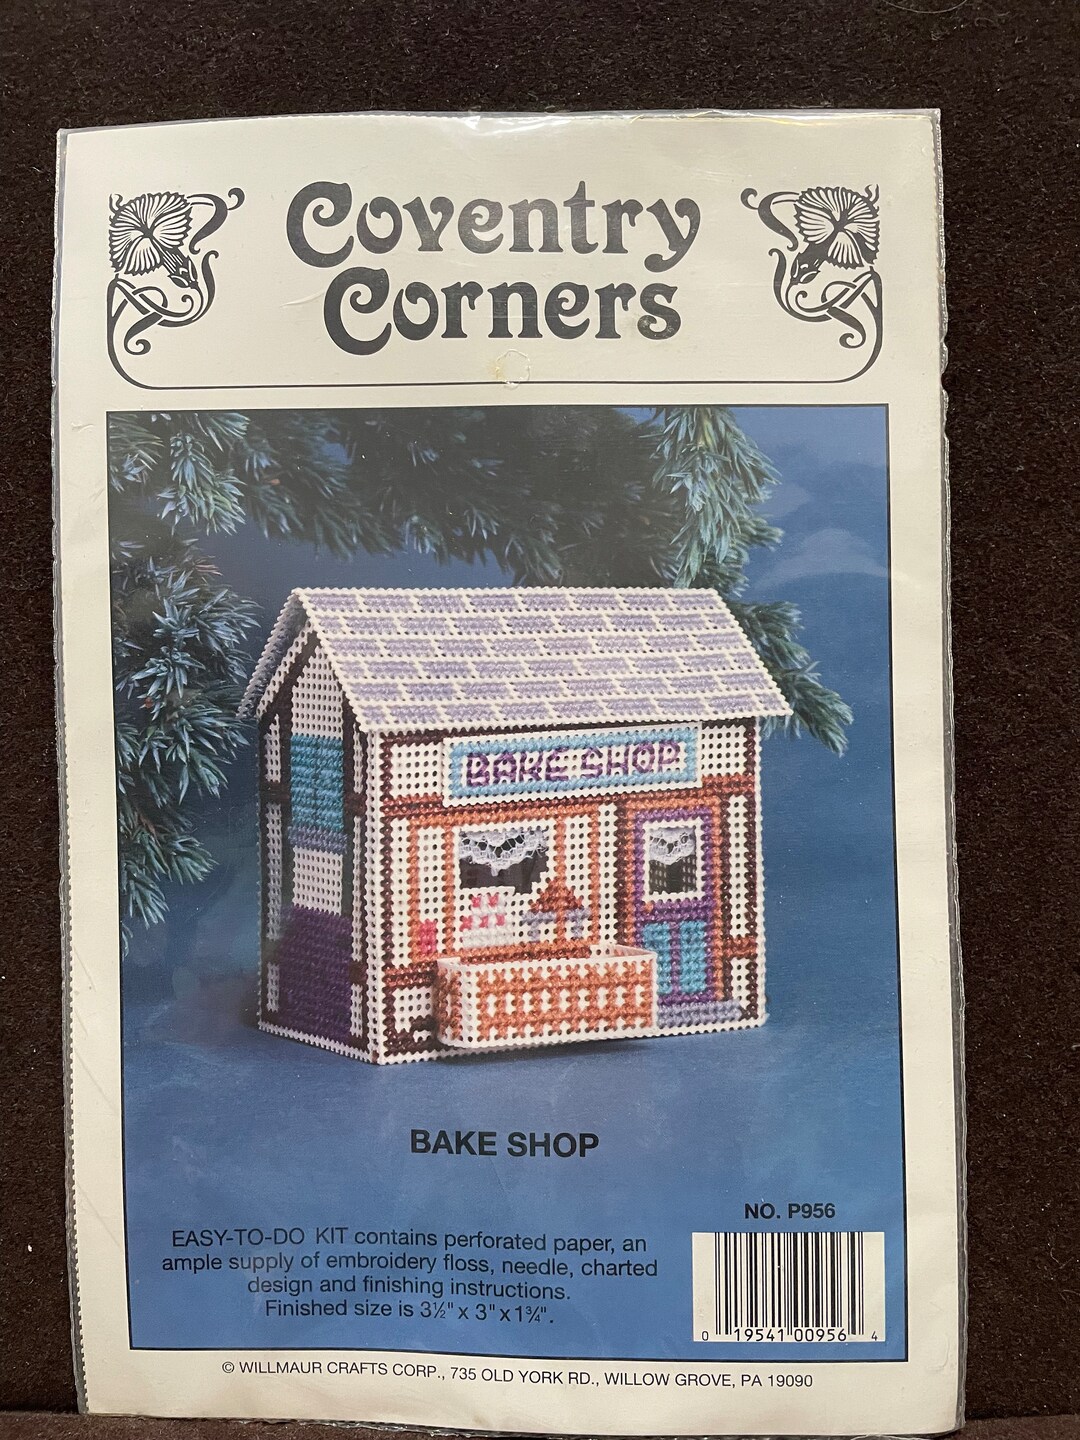 Coventry
Corners
BAKE SHOP
BAKE SHOP
NO. P956
EASY-TO-DO KIT contains perforated paper, an
ample supply of embroidery floss, needle, charted
design and finishing instructions.
Finished size is 3½" x 3" x 1¾".
0 19541 00956 4
© WILLMAUR CRAFTS CORP., 735 OLD YORK RD., WILLOW GROVE, PA 19090